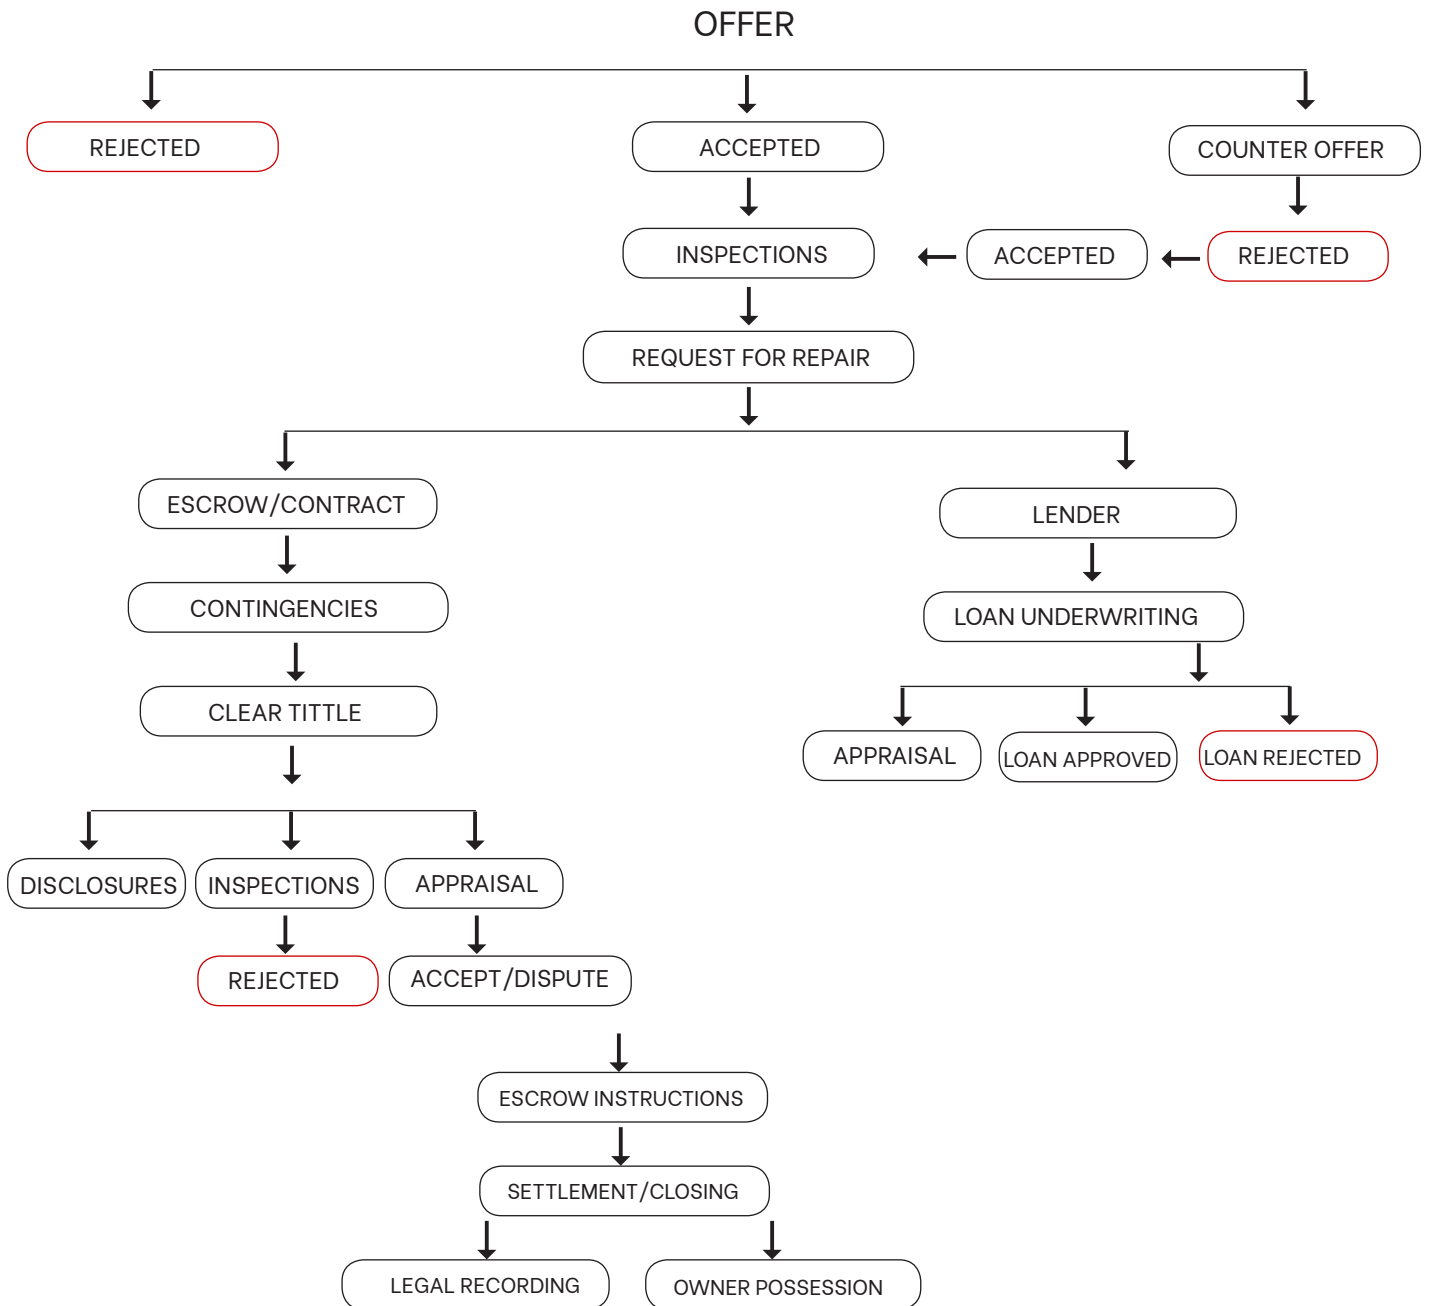 OFFER
REJECTED
ACCEPTED
COUNTER OFFER
INSPECTIONS
ACCEPTED
REJECTED
REQUEST FOR REPAIR
ESCROW/CONTRACT
LENDER
CONTINGENCIES
LOAN UNDERWRITING
CLEAR TITTLE
APPRAISAL
LOAN APPROVED
LOAN REJECTED
DISCLOSURES
INSPECTIONS
APPRAISAL
REJECTED
ACCEPT/DISPUTE
ESCROW INSTRUCTIONS
SETTLEMENT/CLOSING
LEGAL RECORDING
OWNER POSSESSION